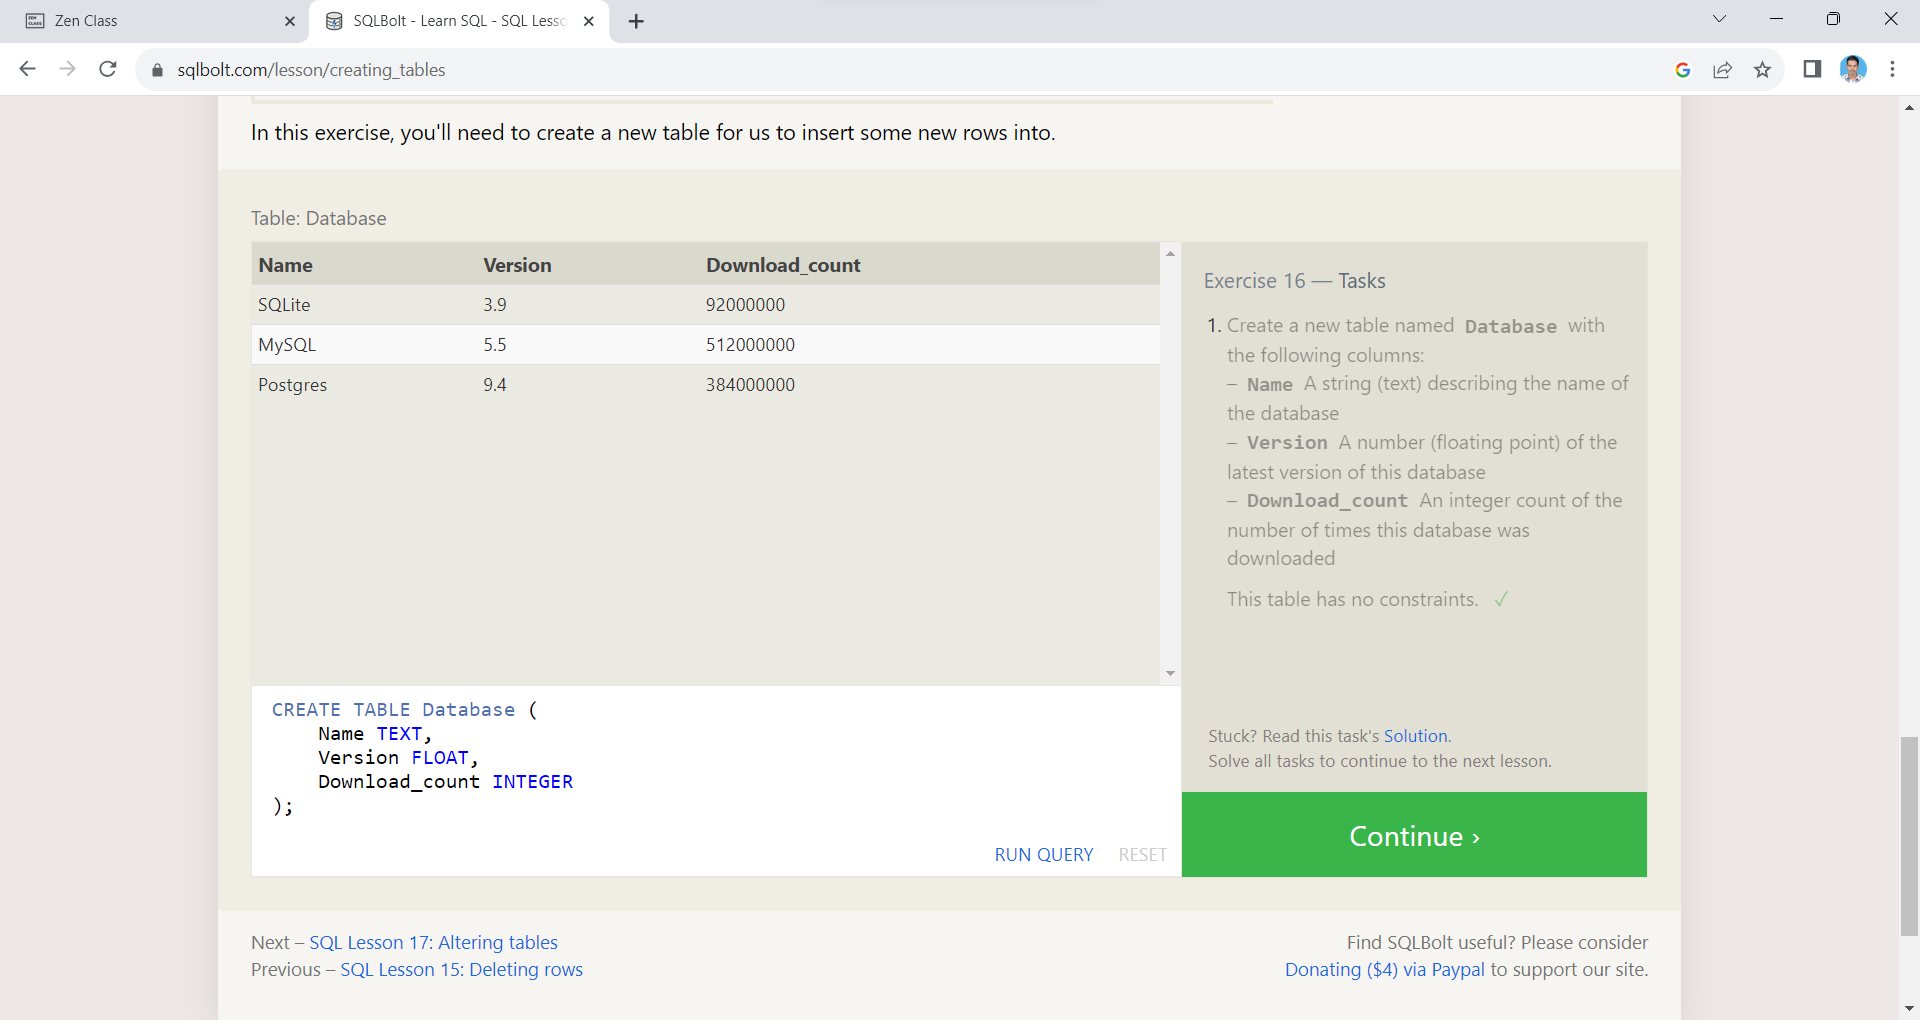 ZEN CLASS
Zen Class
SQLBolt - Learn SQL - SQL Lesso
sqlbolt.com/lesson/creating_tables
In this exercise, you'll need to create a new table for us to insert some new rows into.
Table: Database
Name Version Download_count
SQLite 3.9 92000000
MySQL 5.5 512000000
Postgres 9.4 384000000
Exercise 16 — Tasks
1. Create a new table named Database with
the following columns:
– Name A string (text) describing the name of
the database
– Version A number (floating point) of the
latest version of this database
– Download_count An integer count of the
number of times this database was
downloaded
This table has no constraints. ✓
Stuck? Read this task's Solution.
Solve all tasks to continue to the next lesson.
Continue ›
CREATE TABLE Database (
    Name TEXT,
    Version FLOAT,
    Download_count INTEGER
);
RUN QUERY RESET
Next – SQL Lesson 17: Altering tables
Previous – SQL Lesson 15: Deleting rows
Find SQLBolt useful? Please consider
Donating ($4) via Paypal to support our site.